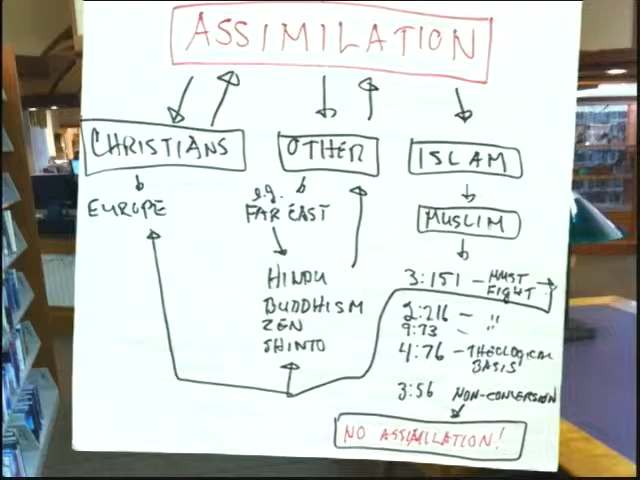 ASSIMILATION
CHRISTIANS
OTHER
ISLAM
EUROPE
e.g.
FAR EAST
MUSLIM
HINDU
BUDDHISM
ZEN
SHINTO
3:151 - MUST
FIGHT
2:216 - "
9:73 - "
4:76 - THEOLOGICAL
BASIS
3:56 NON-CONVERSION
NO ASSIMILATION!